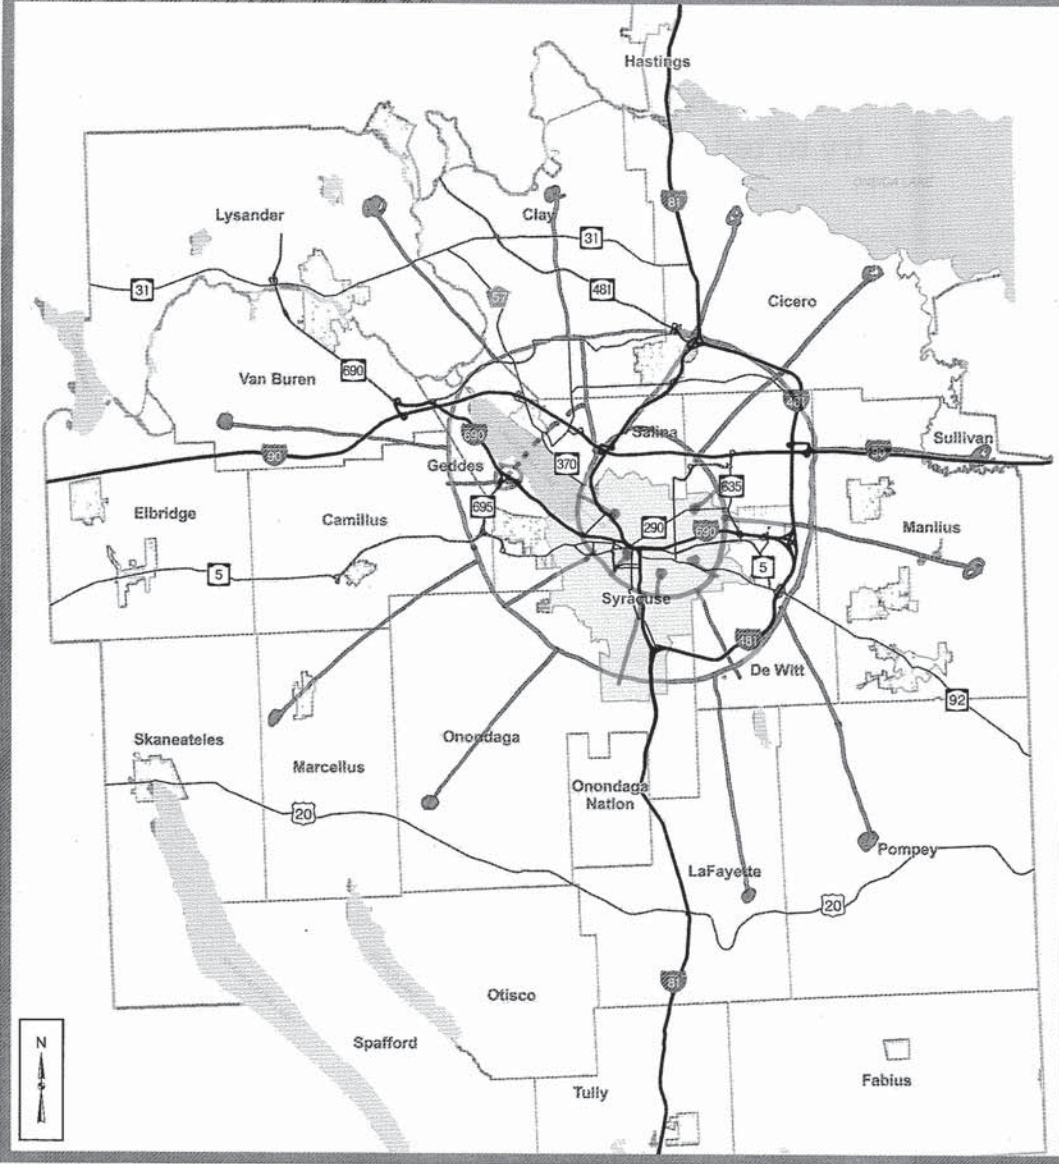 Hastings
81
Lysander
Clay
31
31
481
57
Cicero
690
Van Buren
481
690
Salina
Sullivan
90
90
Geddes
370
635
695
Elbridge
Camillus
290
690
Manlius
5
5
Syracuse
481
De Witt
92
Skaneateles
Onondaga
Marcellus
Onondaga
Nation
20
Pompey
LaFayette
20
81
Otisco
N
S
Spafford
Fabius
Tully